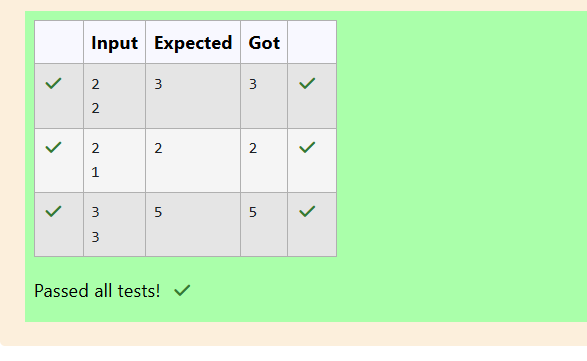 Input Expected Got
2 3 3
2
2 2 2
1
3 5 5
3
Passed all tests!